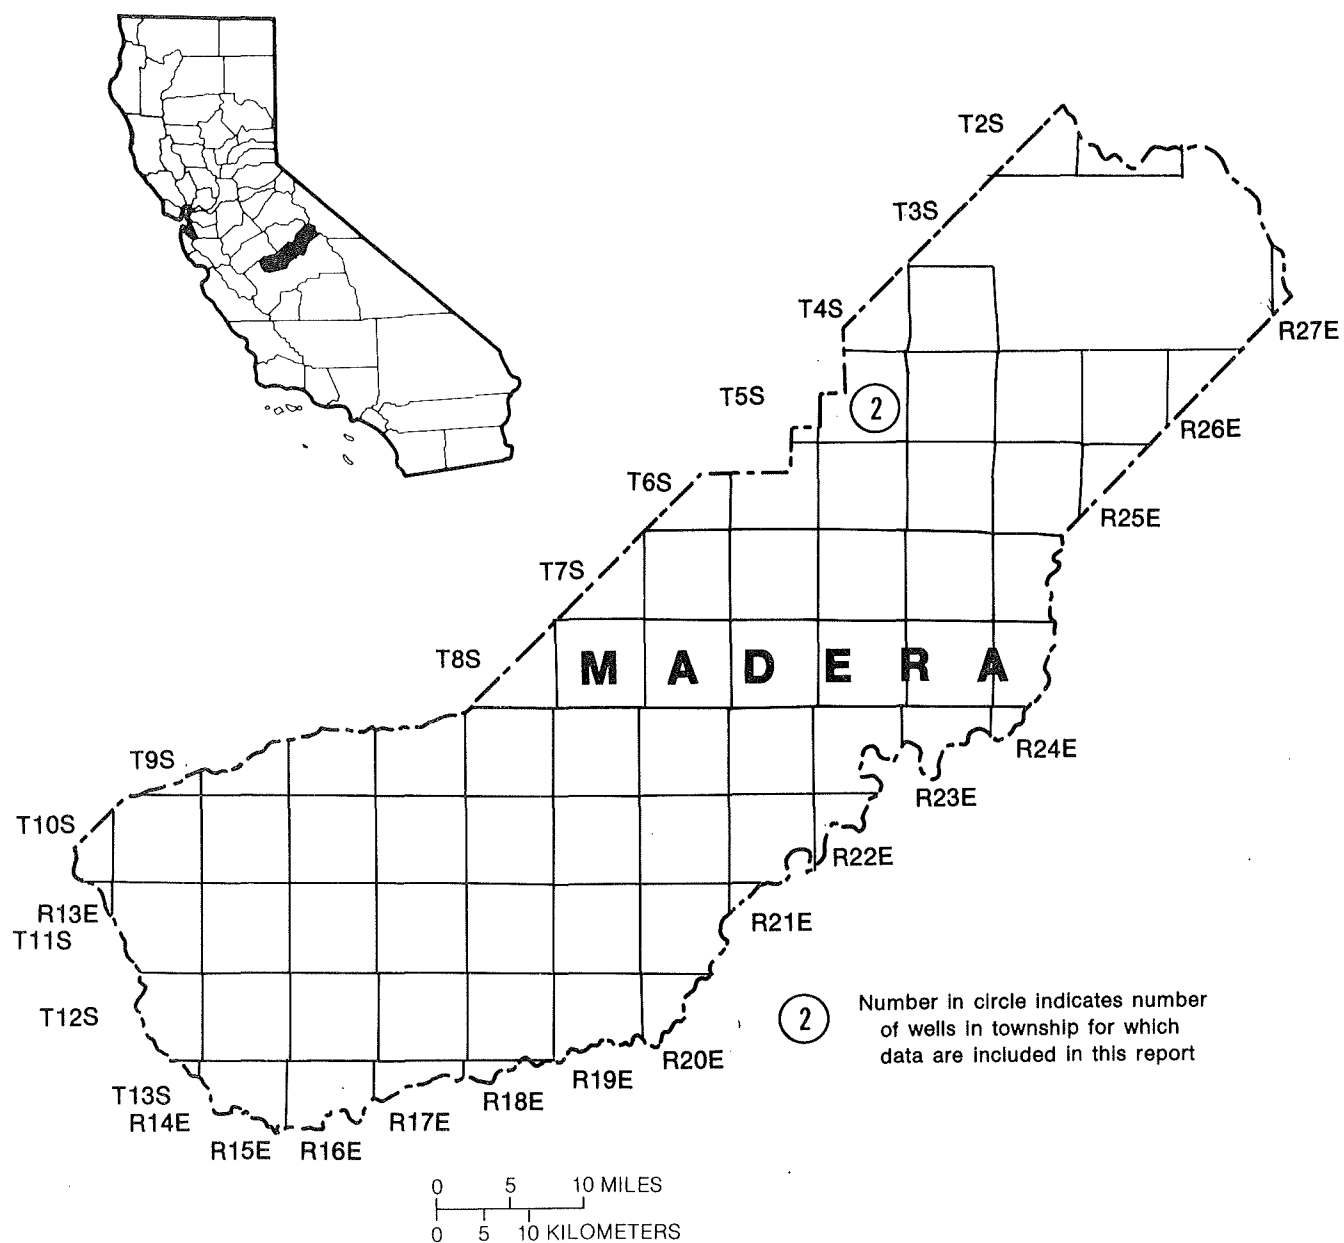 T2S
T3S
T4S
R27E
T5S
2
R26E
T6S
R25E
T7S
T8S
MADERA
R24E
T9S
R23E
T10S
R22E
R13E
R21E
T11S
2
Number in circle indicates number
of wells in township for which
data are included in this report
T12S
R20E
R19E
T13S
R18E
R14E
R17E
R15E
R16E
0 5 10 MILES
0 5 10 KILOMETERS